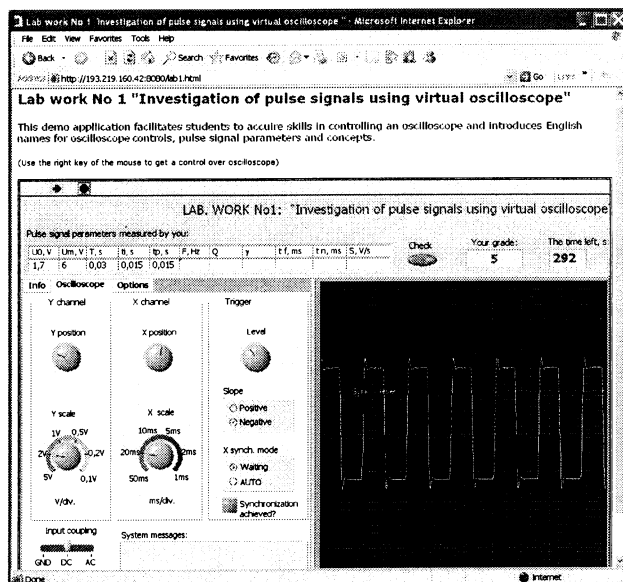 Lab work No 1 "Investigation of pulse signals using virtual oscilloscope" - Microsoft Internet Explorer
File Edit View Favorites Tools Help
Back Search Favorites
http://193.219.160.42:8080/lab1.html Go
Lab work No 1 "Investigation of pulse signals using virtual oscilloscope"
This demo appllication facilitates students to accuire skills in controlling an oscilloscope and introduces English
names for oscilloscope controls, pulse signal parameters and concepts.
(Use the right key of the mouse to get a control over oscilloscope)
LAB. WORK No1: "Investigation of pulse signals using virtual oscilloscope
Pulse signal parameters measured by you:
U0, V Um, V T, s ti, s tp, s F, Hz Q y t f, ms t n, ms S, V/s
1,7 6 0,03 0,015 0,015
Check
Your grade:
5
The time left, s
292
Info Oscilloscope Options
Y channel X channel Trigger
Y position X position Level
Slope
Positive
Negative
Y scale X scale
1V 0,5V 2V 0,2V 5V 0,1V
10ms 5ms 20ms 2ms 50ms 1ms
X synch. mode
Waiting
AUTO
V/div. ms/div.
Synchronization
achieved?
Input coupling
GND DC AC
System messages:
Done Internet